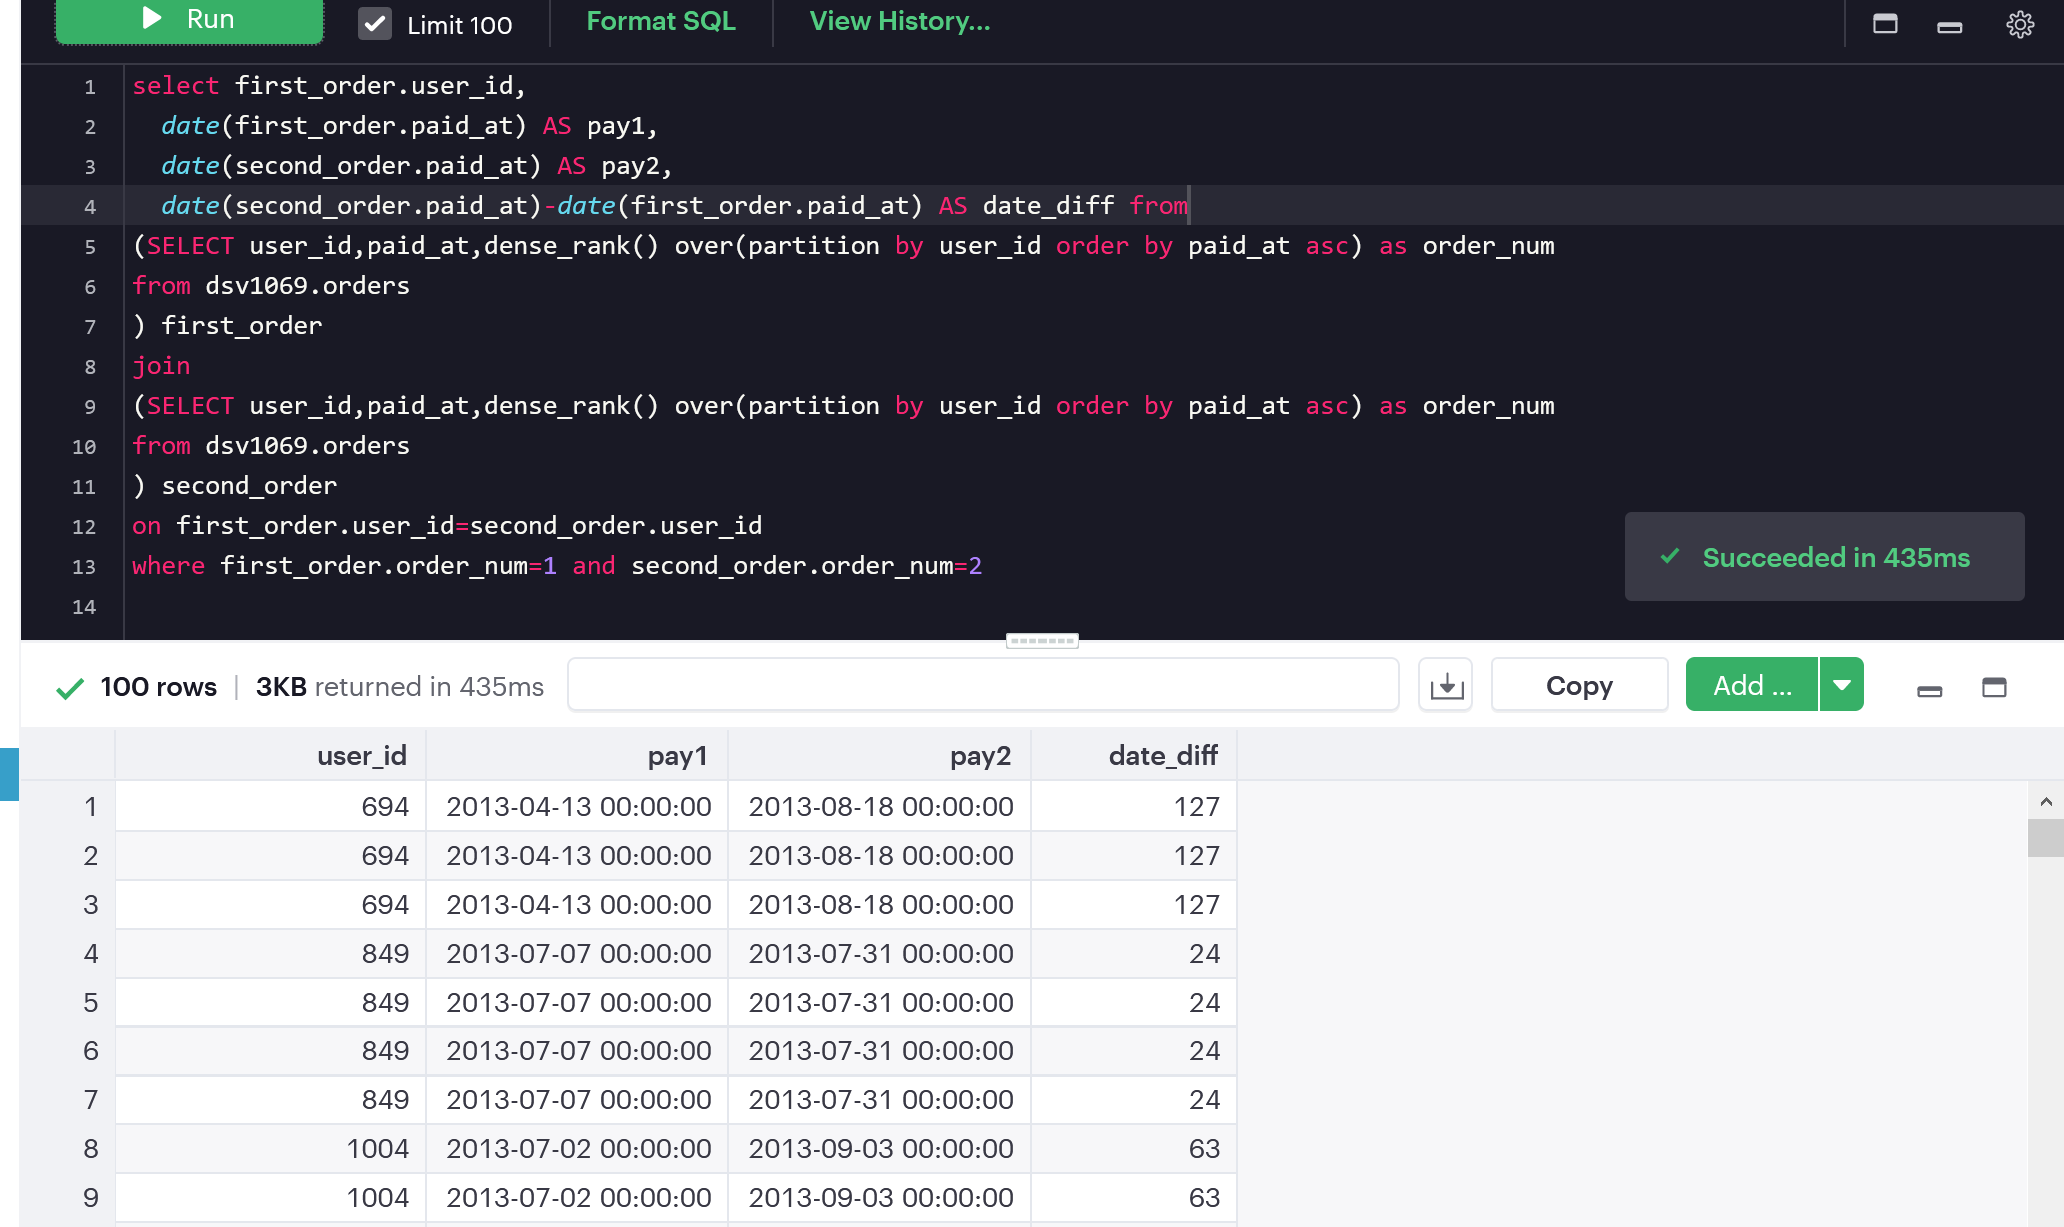 Run Limit 100 Format SQL View History...
1 select first_order.user_id,
2 date(first_order.paid_at) AS pay1,
3 date(second_order.paid_at) AS pay2,
4 date(second_order.paid_at)-date(first_order.paid_at) AS date_diff from
5 (SELECT user_id,paid_at,dense_rank() over(partition by user_id order by paid_at asc) as order_num
6 from dsv1069.orders
7 ) first_order
8 join
9 (SELECT user_id,paid_at,dense_rank() over(partition by user_id order by paid_at asc) as order_num
10 from dsv1069.orders
11 ) second_order
12 on first_order.user_id=second_order.user_id
13 where first_order.order_num=1 and second_order.order_num=2
14
Succeeded in 435ms
100 rows | 3KB returned in 435ms Copy Add ...
user_id pay1 pay2 date_diff
1 694 2013-04-13 00:00:00 2013-08-18 00:00:00 127
2 694 2013-04-13 00:00:00 2013-08-18 00:00:00 127
3 694 2013-04-13 00:00:00 2013-08-18 00:00:00 127
4 849 2013-07-07 00:00:00 2013-07-31 00:00:00 24
5 849 2013-07-07 00:00:00 2013-07-31 00:00:00 24
6 849 2013-07-07 00:00:00 2013-07-31 00:00:00 24
7 849 2013-07-07 00:00:00 2013-07-31 00:00:00 24
8 1004 2013-07-02 00:00:00 2013-09-03 00:00:00 63
9 1004 2013-07-02 00:00:00 2013-09-03 00:00:00 63